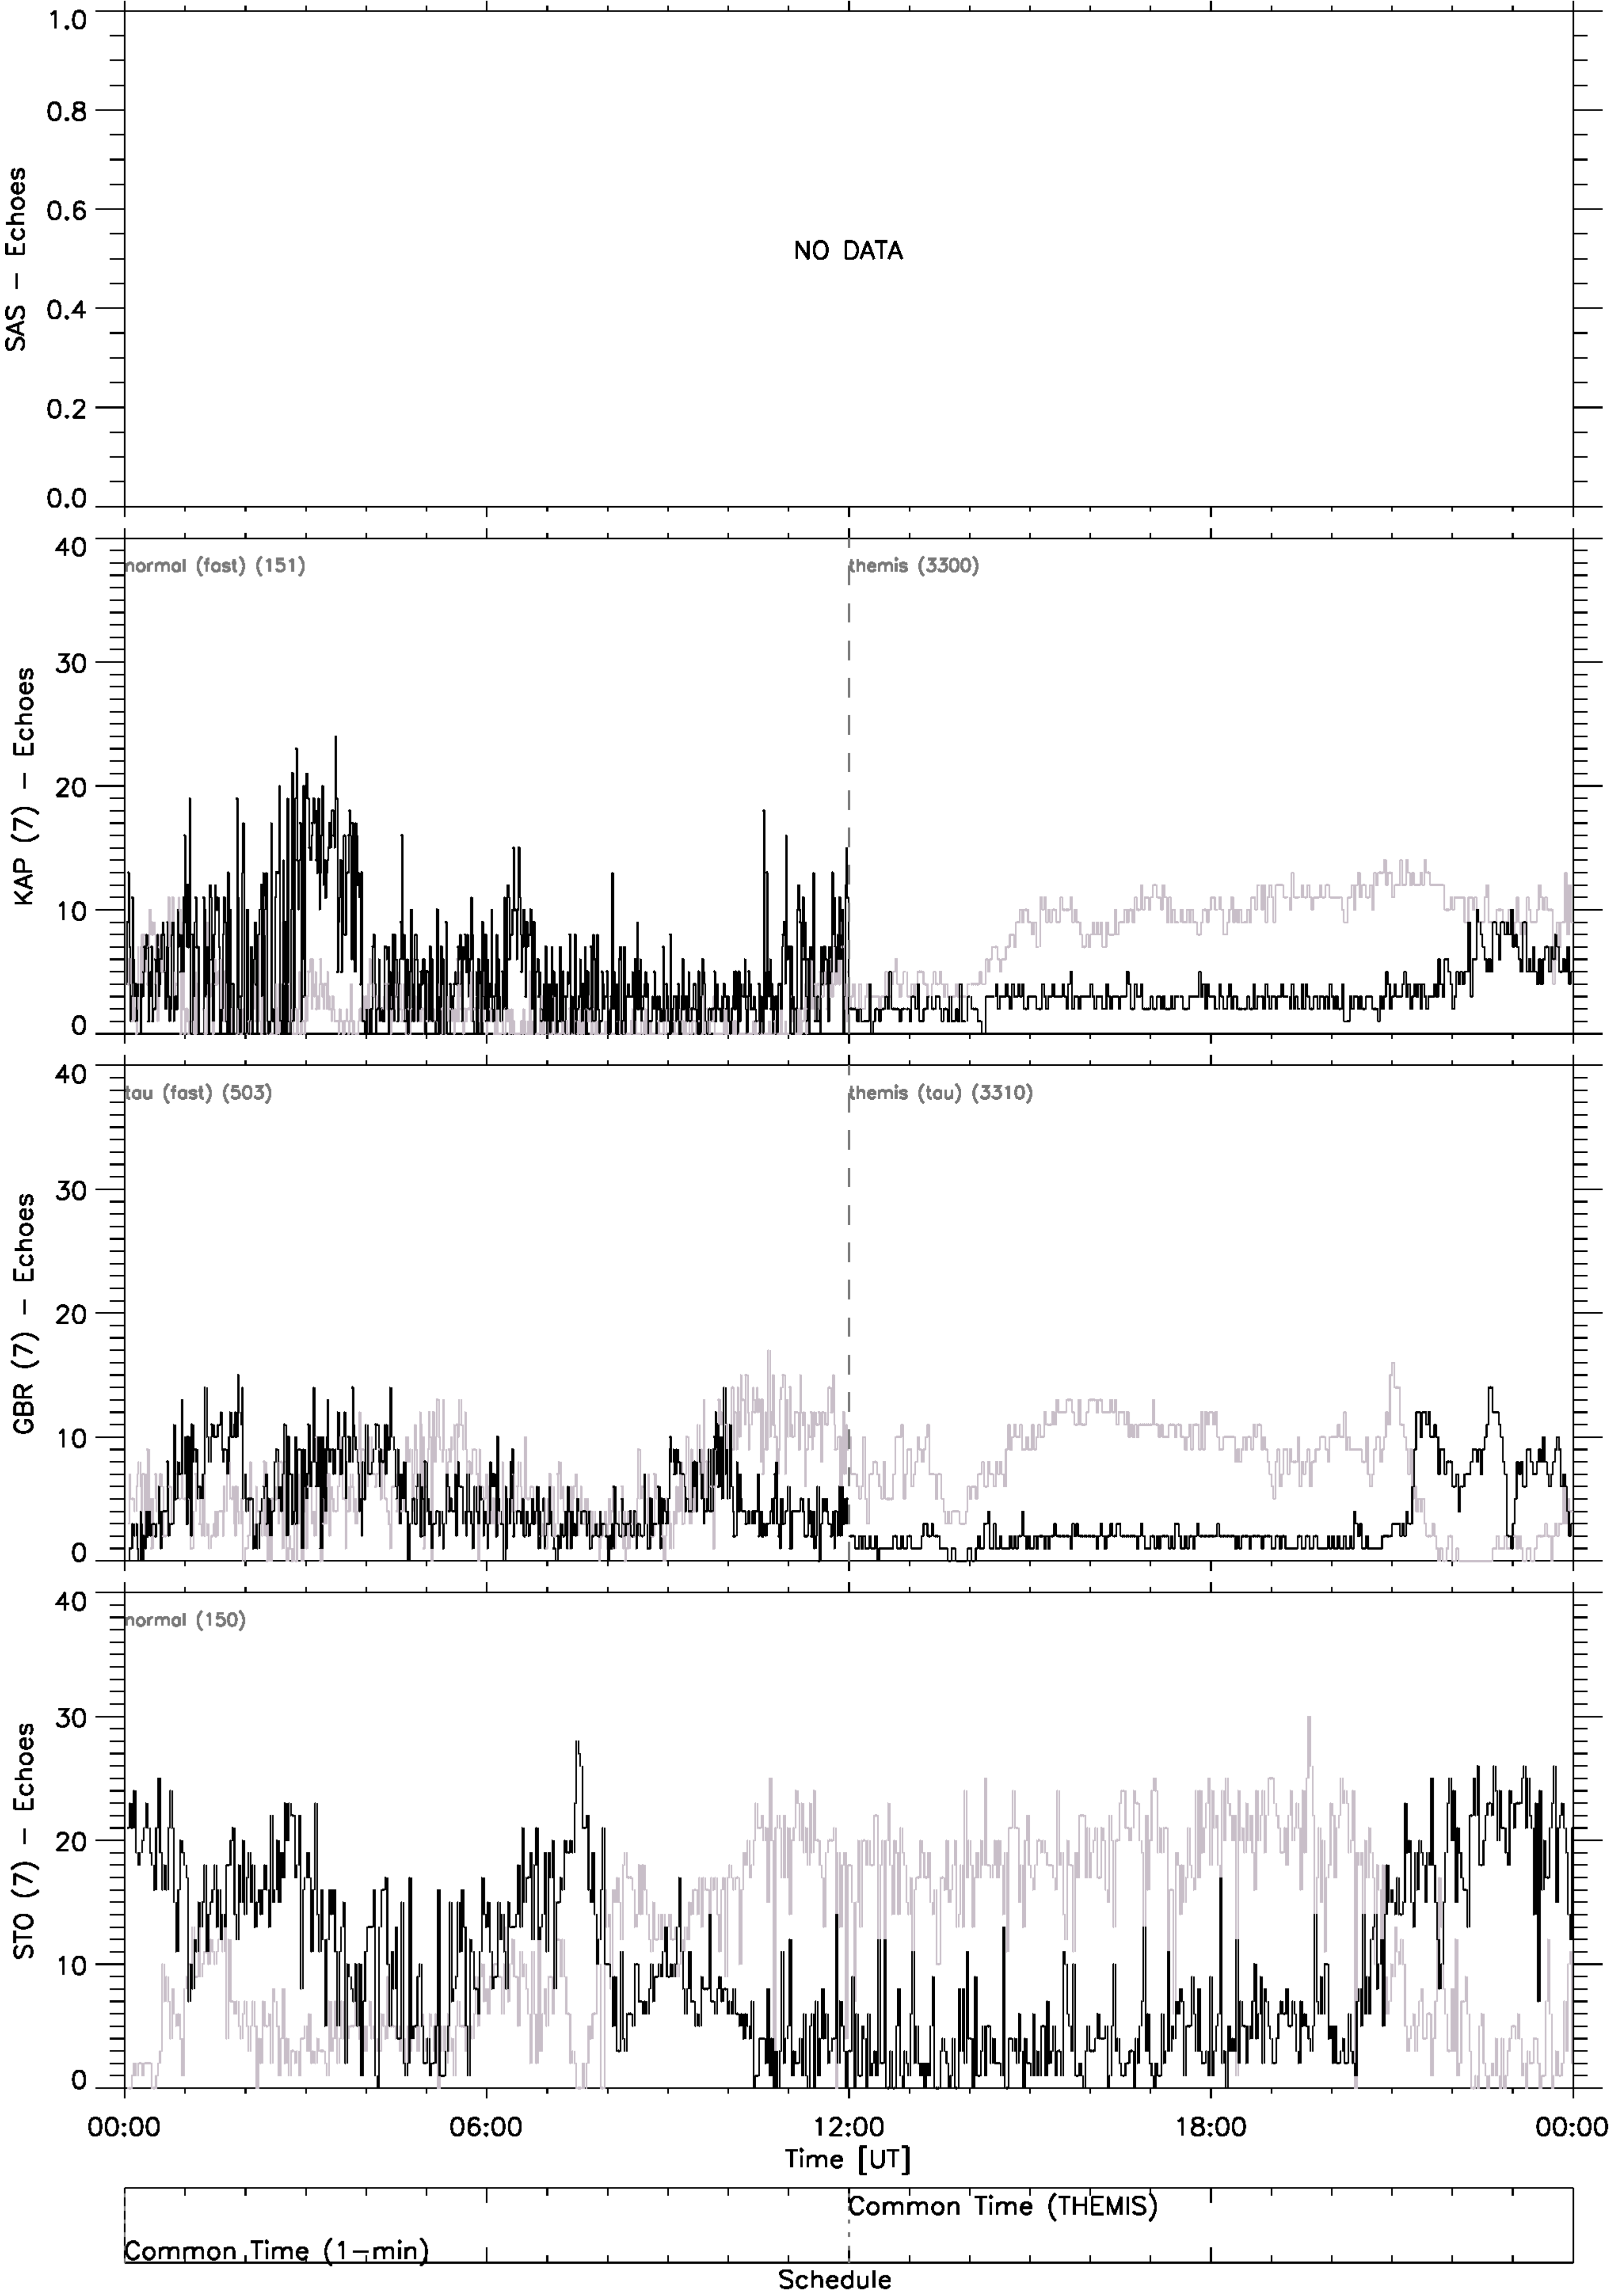 1.0
0.8
0.6
0.4
0.2
0.0
SAS – Echoes
NO DATA
40
30
20
10
0
KAP (7) – Echoes
normal (fast) (151)
themis (3300)
40
30
20
10
0
GBR (7) – Echoes
tau (fast) (503)
themis (tau) (3310)
40
30
20
10
0
STO (7) – Echoes
normal (150)
00:00 06:00 12:00 18:00 00:00
Time [UT]
Common Time (THEMIS)
Common Time (1–min)
Schedule